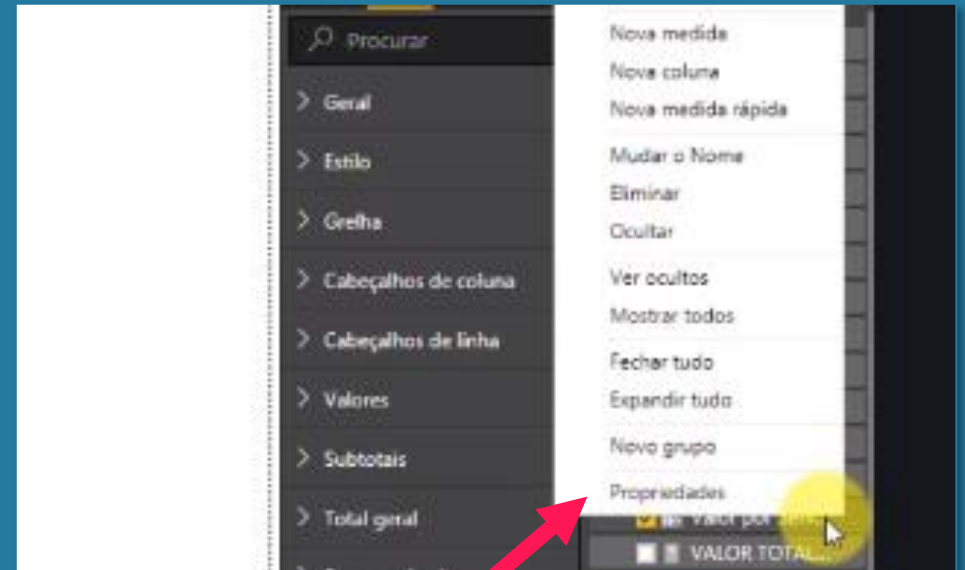 Procurar
Geral
Estilo
Grelha
Cabeçalhos de coluna
Cabeçalhos de linha
Valores
Subtotais
Total geral
Nova medida
Nova coluna
Nova medida rápida
Mudar o Nome
Eliminar
Ocultar
Ver ocultos
Mostrar todos
Fechar tudo
Expandir tudo
Novo grupo
Propriedades
Valor por
VALOR TOTAL...